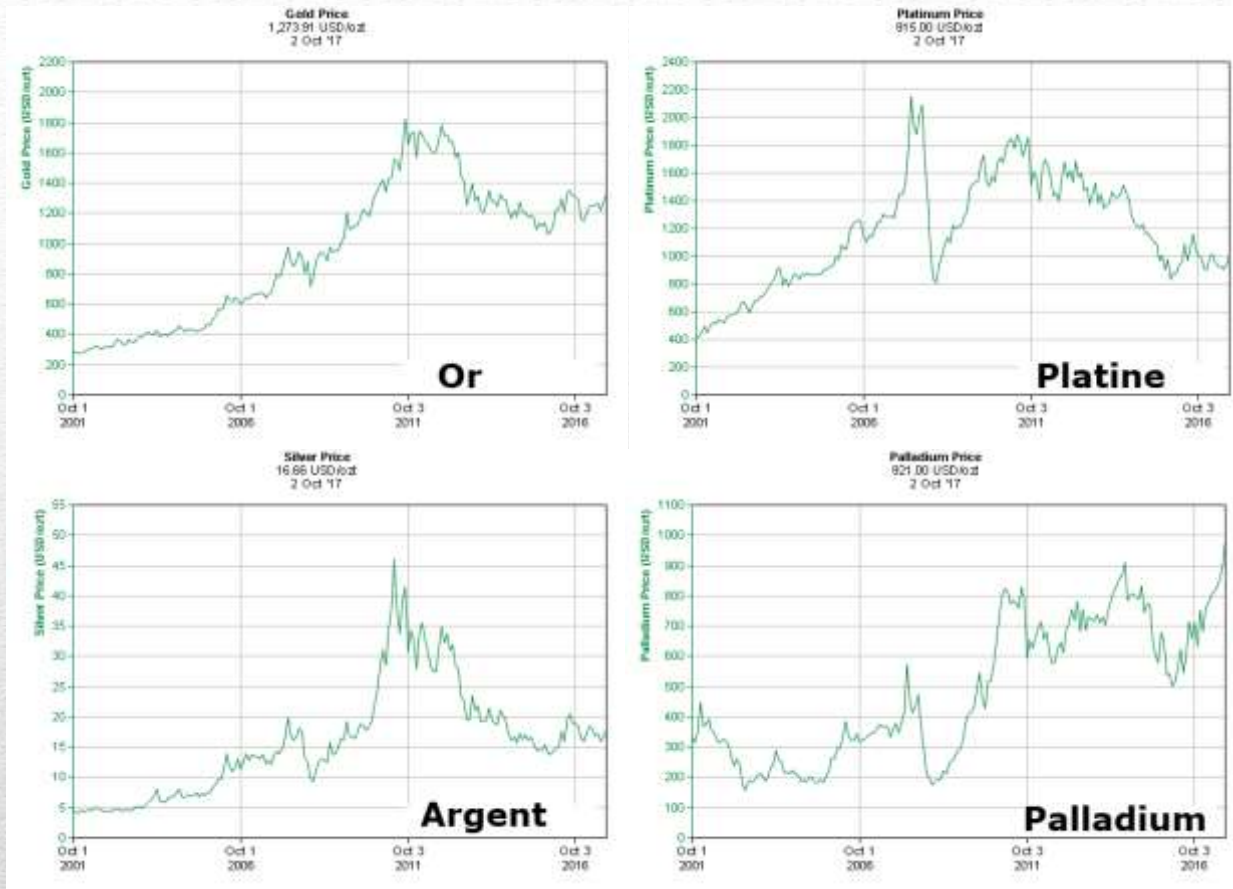 Gold Price
1,273.91 USD/ozt
2 Oct '17
Gold Price (USD/ozt)
2200
2000
1800
1600
1400
1200
1000
800
600
400
200
0
Or
Oct 1 Oct 1 Oct 3 Oct 3
2001 2006 2011 2016
Platinum Price
915.00 USD/ozt
2 Oct '17
Platinum Price (USD/ozt)
2400
2200
2000
1800
1600
1400
1200
1000
800
600
400
200
0
Platine
Oct 1 Oct 1 Oct 3 Oct 3
2001 2006 2011 2016
Silver Price
16.66 USD/ozt
2 Oct '17
Silver Price (USD/ozt)
55
50
45
40
35
30
25
20
15
10
5
0
Argent
Oct 1 Oct 1 Oct 3 Oct 3
2001 2006 2011 2016
Palladium Price
921.00 USD/ozt
2 Oct '17
Palladium Price (USD/ozt)
1100
1000
900
800
700
600
500
400
300
200
100
0
Palladium
Oct 1 Oct 1 Oct 3 Oct 3
2001 2006 2011 2016